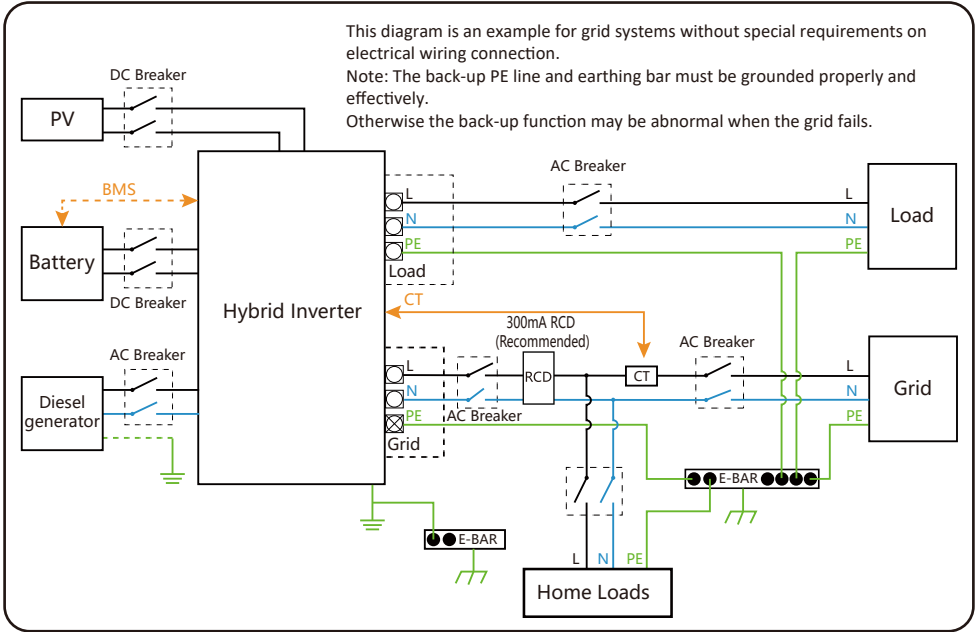 This diagram is an example for grid systems without special requirements on
electrical wiring connection.
Note: The back-up PE line and earthing bar must be grounded properly and
effectively.
Otherwise the back-up function may be abnormal when the grid fails.
DC Breaker
PV
BMS
Battery
DC Breaker
AC Breaker
Diesel
generator
Hybrid Inverter
L
N
PE
Load
AC Breaker
L
N
PE
Load
CT
300mA RCD
(Recommended)
AC Breaker
L
N
PE
Grid
AC Breaker
RCD
CT
L
N
PE
Grid
E-BAR
E-BAR
L
N
PE
Home Loads